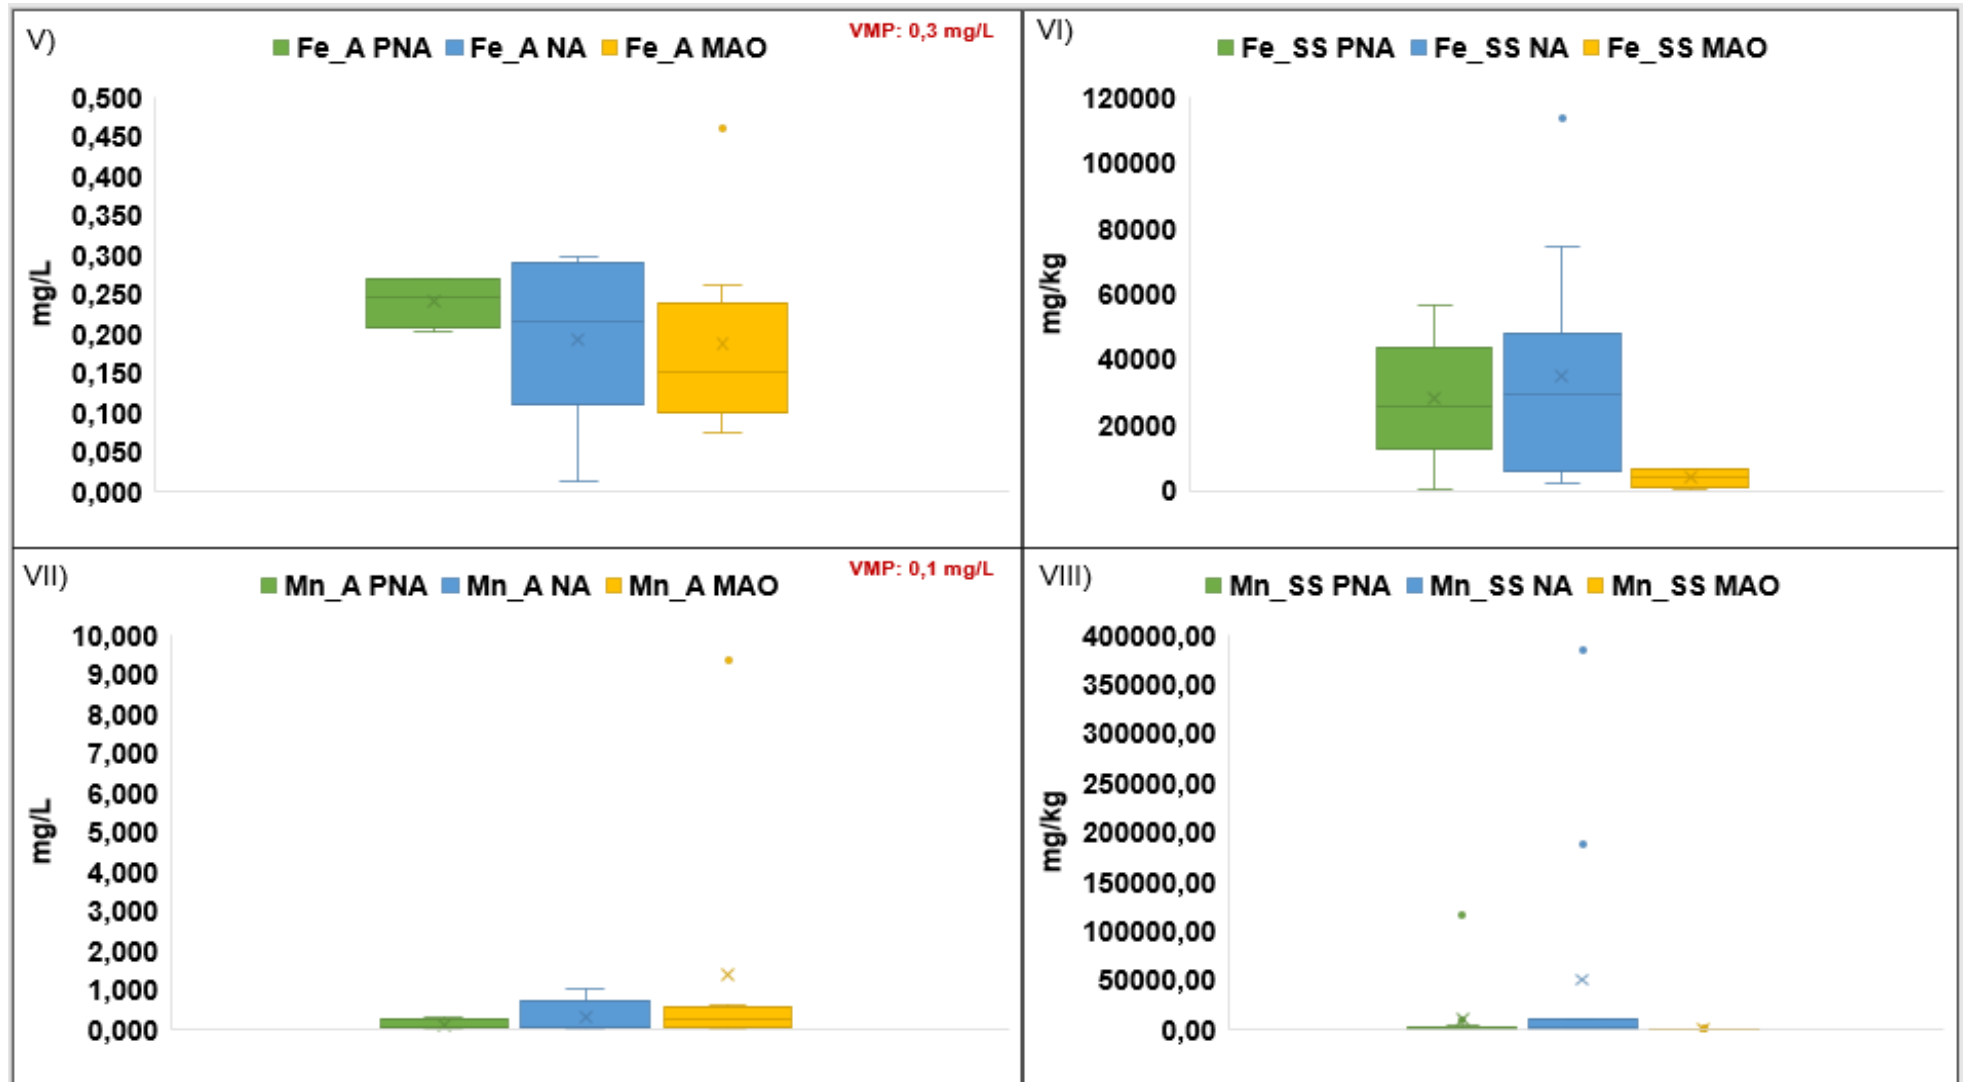 V)
Fe_A PNA Fe_A NA Fe_A MAO
VMP: 0,3 mg/L
0,500
0,450
0,400
0,350
0,300
0,250
0,200
0,150
0,100
0,050
0,000
mg/L
VI)
Fe_SS PNA Fe_SS NA Fe_SS MAO
120000
100000
80000
60000
40000
20000
0
mg/kg
VII)
Mn_A PNA Mn_A NA Mn_A MAO
VMP: 0,1 mg/L
10,000
9,000
8,000
7,000
6,000
5,000
4,000
3,000
2,000
1,000
0,000
mg/L
VIII)
Mn_SS PNA Mn_SS NA Mn_SS MAO
400000,00
350000,00
300000,00
250000,00
200000,00
150000,00
100000,00
50000,00
0,00
mg/kg